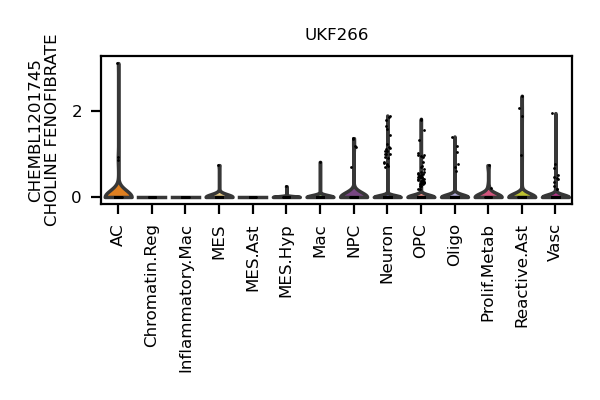 UKF266
CHEMBL1201745
CHOLINE FENOFIBRATE
2
0
AC
Chromatin.Reg
Inflammatory.Mac
MES
MES.Ast
MES.Hyp
Mac
NPC
Neuron
OPC
Oligo
Prolif.Metab
Reactive.Ast
Vasc